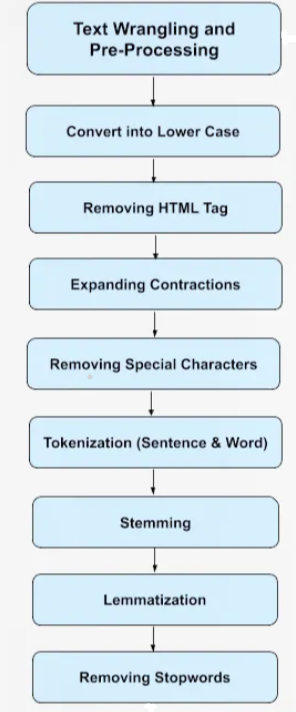 Text Wrangling and
Pre-Processing
Convert into Lower Case
Removing HTML Tag
Expanding Contractions
Removing Special Characters
Tokenization (Sentence & Word)
Stemming
Lemmatization
Removing Stopwords